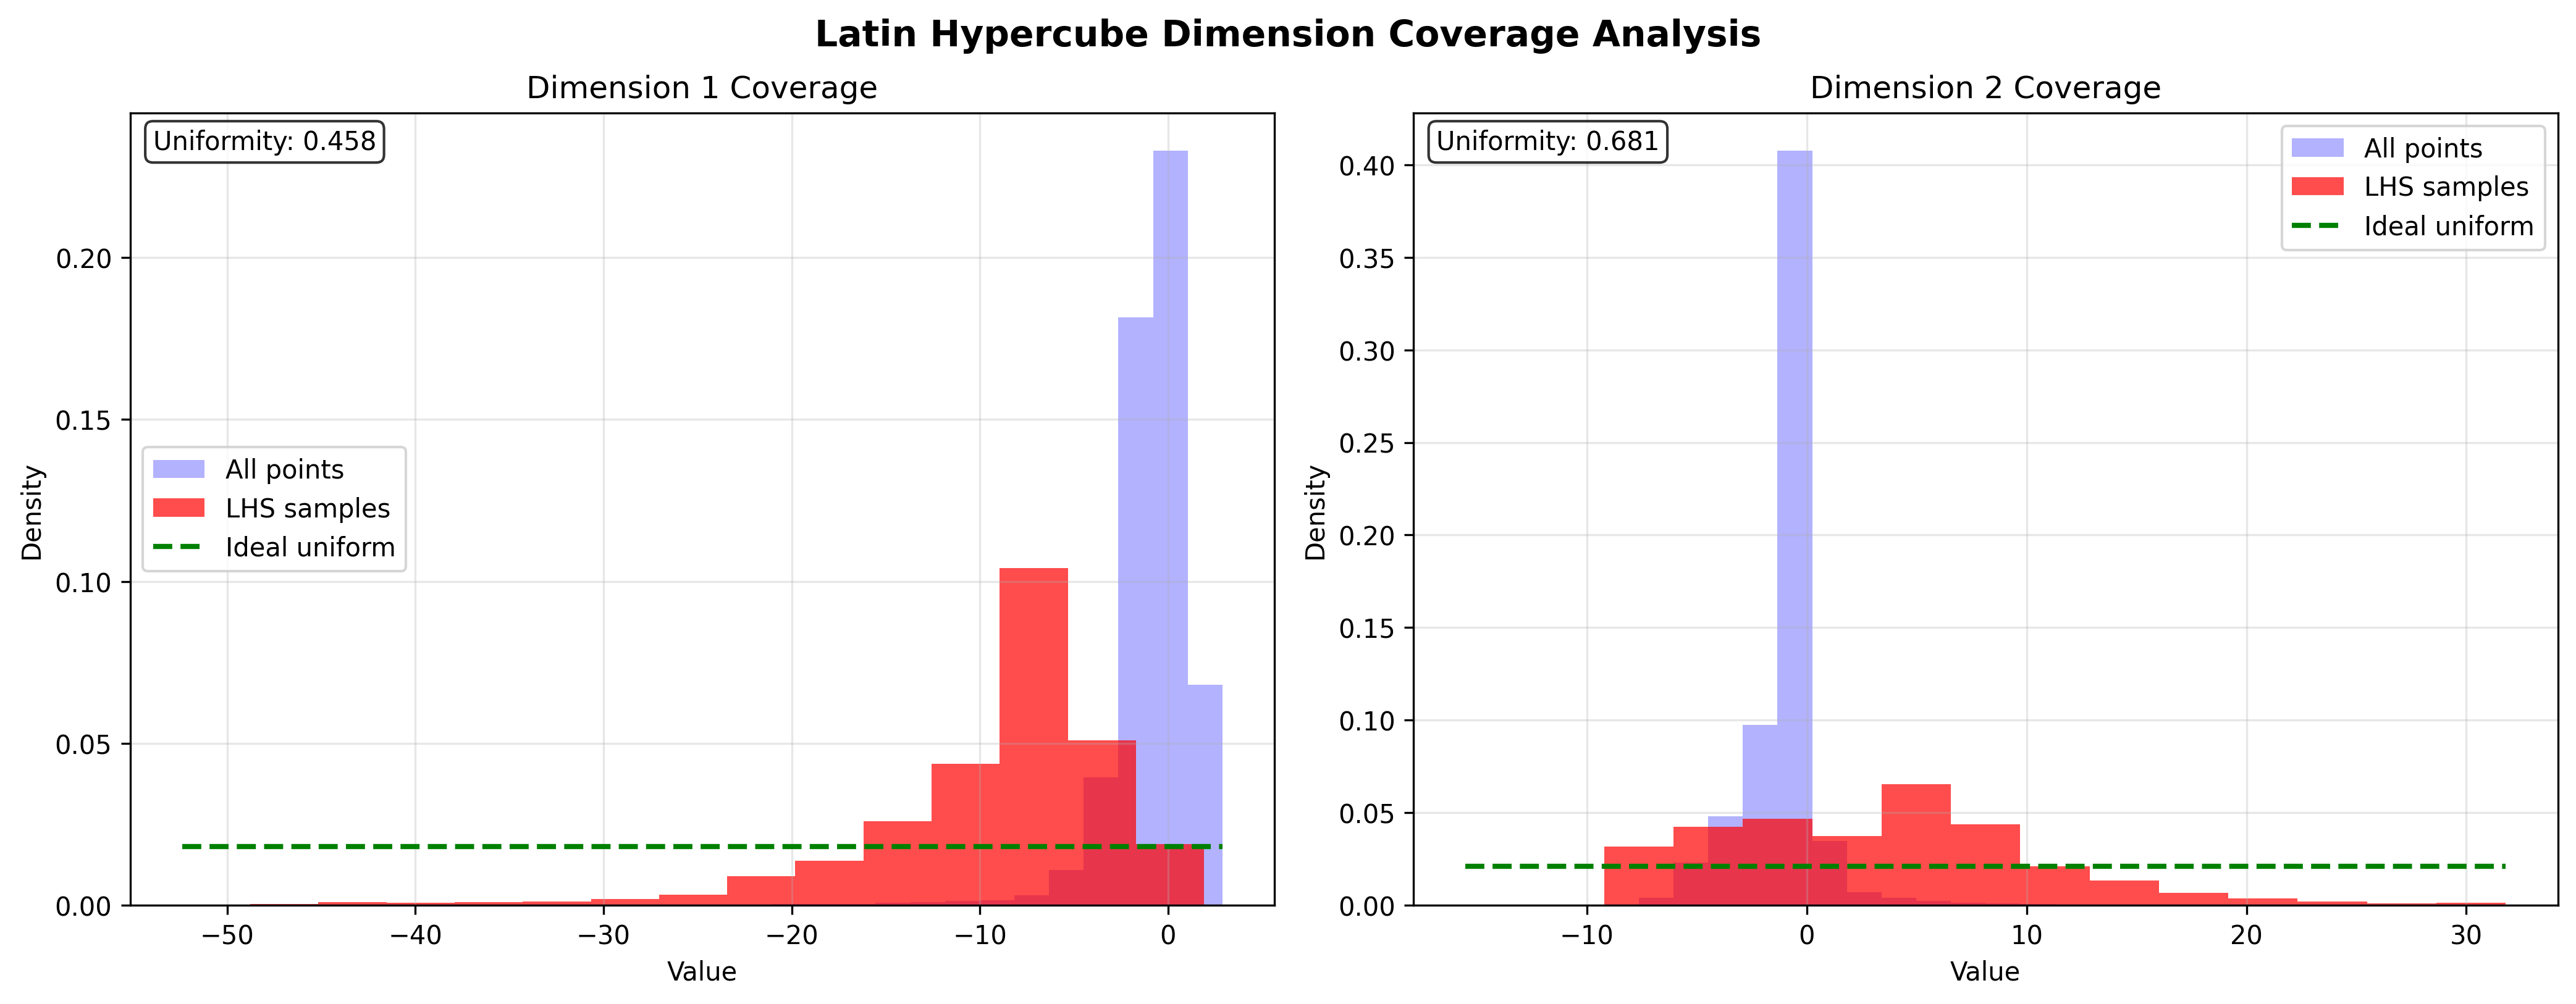 Latin Hypercube Dimension Coverage Analysis
Dimension 1 Coverage
Uniformity: 0.458
All points
LHS samples
Ideal uniform
Density
0.20
0.15
0.10
0.05
0.00
−50
−40
−30
−20
−10
0
Value
Dimension 2 Coverage
Uniformity: 0.681
All points
LHS samples
Ideal uniform
Density
0.40
0.35
0.30
0.25
0.20
0.15
0.10
0.05
0.00
−10
0
10
20
30
Value